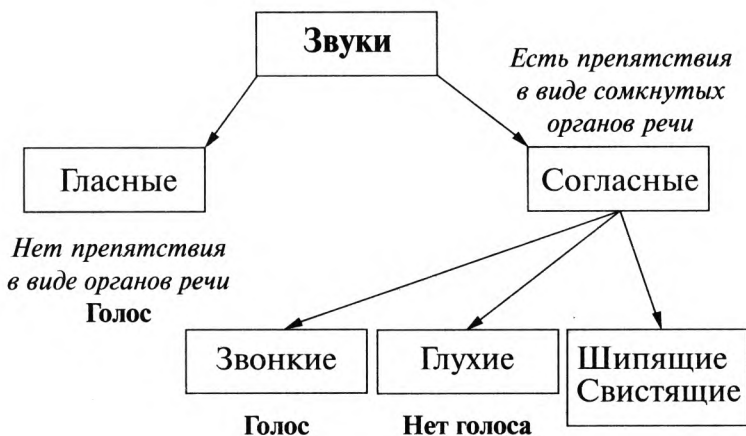 Звуки
Есть препятствия
в виде сомкнутых
органов речи
Гласные
Согласные
Нет препятствия
в виде органов речи
Голос
Звонкие
Глухие
Шипящие
Свистящие
Голос
Нет голоса